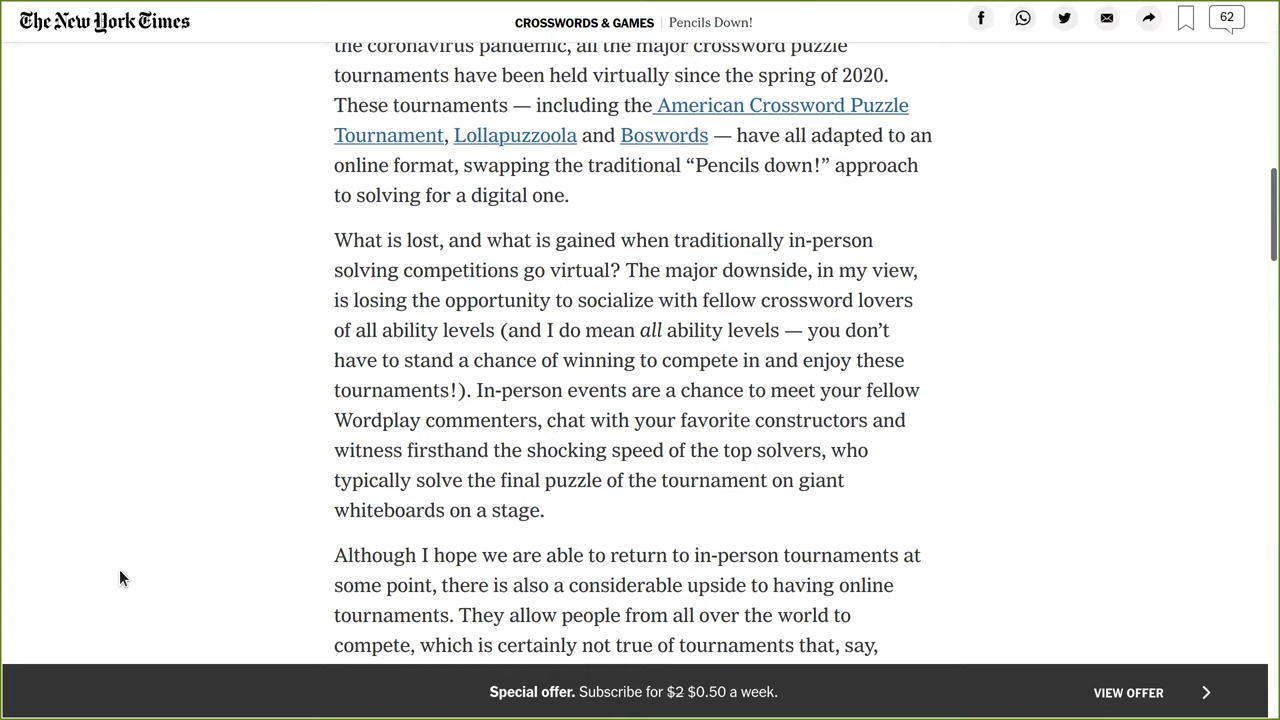 The New York Times
CROSSWORDS & GAMES | Pencils Down!
62
the coronavirus pandemic, all the major crossword puzzle
tournaments have been held virtually since the spring of 2020.
These tournaments — including the American Crossword Puzzle
Tournament, Lollapuzzoola and Boswords — have all adapted to an
online format, swapping the traditional “Pencils down!” approach
to solving for a digital one.
What is lost, and what is gained when traditionally in-person
solving competitions go virtual? The major downside, in my view,
is losing the opportunity to socialize with fellow crossword lovers
of all ability levels (and I do mean all ability levels — you don’t
have to stand a chance of winning to compete in and enjoy these
tournaments!). In-person events are a chance to meet your fellow
Wordplay commenters, chat with your favorite constructors and
witness firsthand the shocking speed of the top solvers, who
typically solve the final puzzle of the tournament on giant
whiteboards on a stage.
Although I hope we are able to return to in-person tournaments at
some point, there is also a considerable upside to having online
tournaments. They allow people from all over the world to
compete, which is certainly not true of tournaments that, say,
Special offer. Subscribe for $2 $0.50 a week.
VIEW OFFER